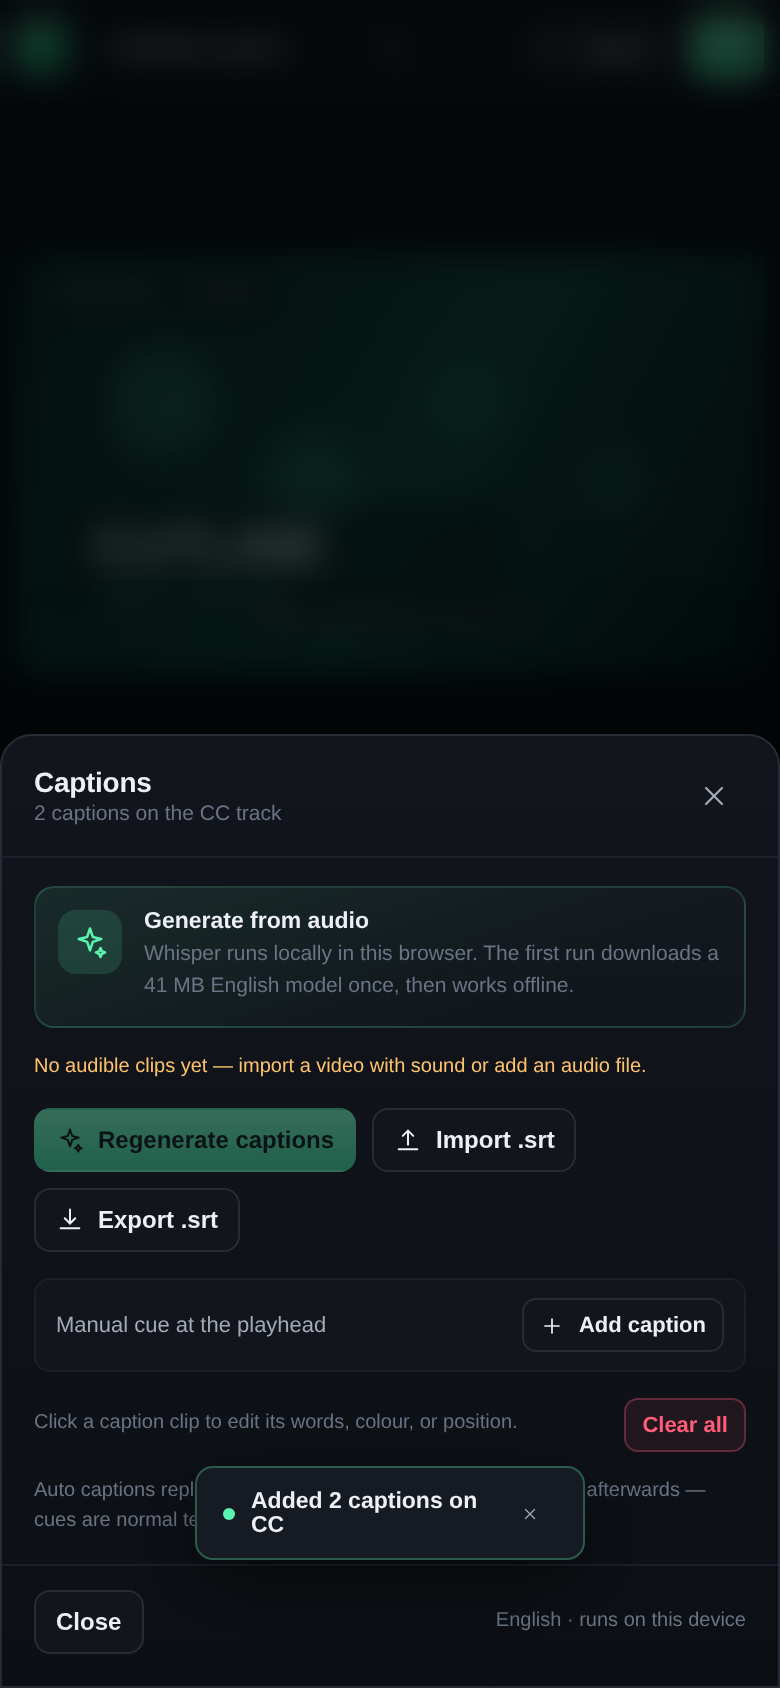 Captions
2 captions on the CC track
Generate from audio
Whisper runs locally in this browser. The first run downloads a
41 MB English model once, then works offline.
No audible clips yet — import a video with sound or add an audio file.
Regenerate captions
Import .srt
Export .srt
Manual cue at the playhead
Add caption
Click a caption clip to edit its words, colour, or position.
Clear all
Auto captions afterwards —
cues are normal
Added 2 captions on
CC
Close
English · runs on this device